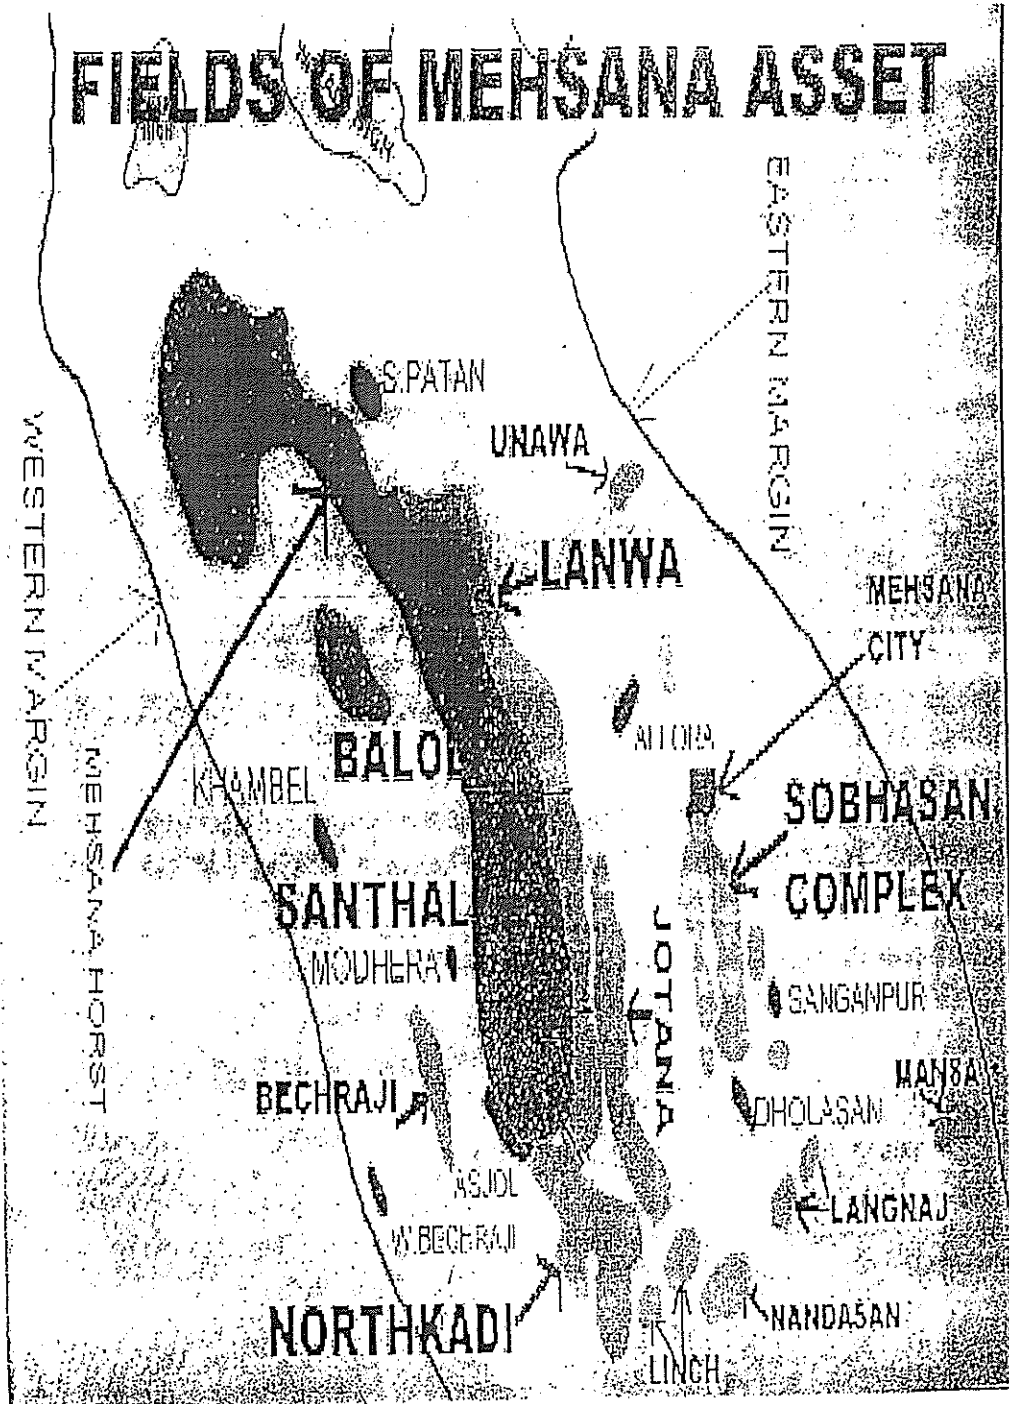 FIELDS OF MEHSANA ASSET
HIGH
EASTERN MARGIN
S.PATAN
UNAWA
WESTERN MARGIN
LANWA
MEHSANA
CITY
BALOL
KHAMBEL
MEHSANA HORST
SOBHASAN
COMPLEX
SANTHAL
MODHERA
JOTANA
SANGANPUR
BECHRAJI
MANSA
DHOLASAN
ASJOL
LANGNAJ
W.BECHRAJI
NORTHKADI
NANDASAN
LINCH